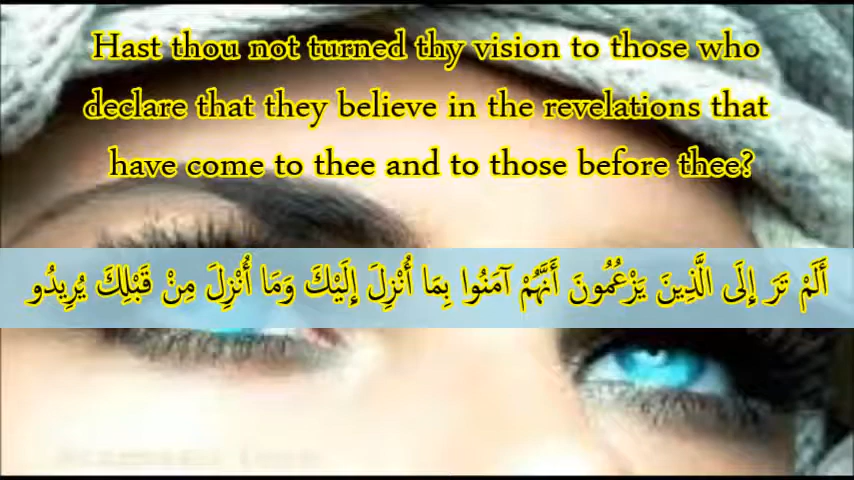 Hast thou not turned thy vision to those who
declare that they believe in the revelations that
have come to thee and to those before thee?
أَلَمْ تَرَ إِلَى الَّذِينَ يَزْعُمُونَ أَنَّهُمْ آمَنُوا بِمَا أُنْزِلَ إِلَيْكَ وَمَا أُنْزِلَ مِنْ قَبْلِكَ يُرِيدُو